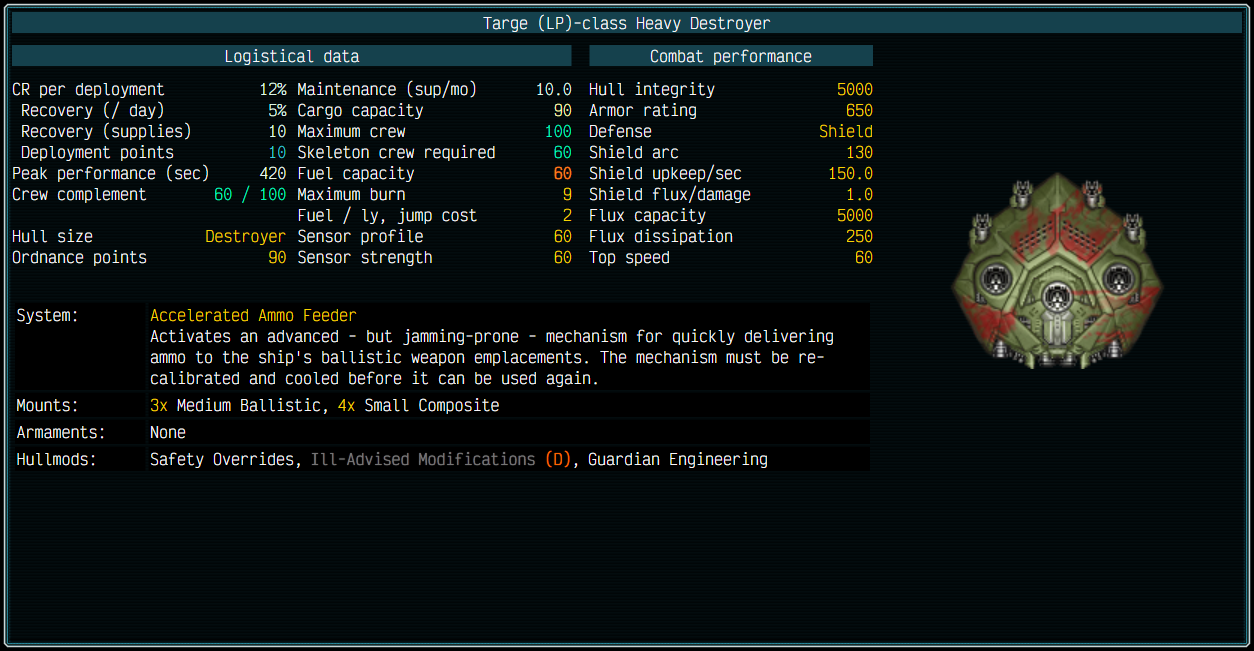 Targe (LP)-class Heavy Destroyer
Logistical data
CR per deployment 12%
Recovery (/ day) 5%
Recovery (supplies) 10
Deployment points 10
Peak performance (sec) 420
Crew complement 60 / 100
Hull size Destroyer
Ordnance points 90
Maintenance (sup/mo) 10.0
Cargo capacity 90
Maximum crew 100
Skeleton crew required 60
Fuel capacity 60
Maximum burn 9
Fuel / ly, jump cost 2
Sensor profile 60
Sensor strength 60
Combat performance
Hull integrity 5000
Armor rating 650
Defense Shield
Shield arc 130
Shield upkeep/sec 150.0
Shield flux/damage 1.0
Flux capacity 5000
Flux dissipation 250
Top speed 60
System: Accelerated Ammo Feeder
Activates an advanced - but jamming-prone - mechanism for quickly delivering
ammo to the ship's ballistic weapon emplacements. The mechanism must be re-
calibrated and cooled before it can be used again.
Mounts: 3x Medium Ballistic, 4x Small Composite
Armaments: None
Hullmods: Safety Overrides, Ill-Advised Modifications (D), Guardian Engineering